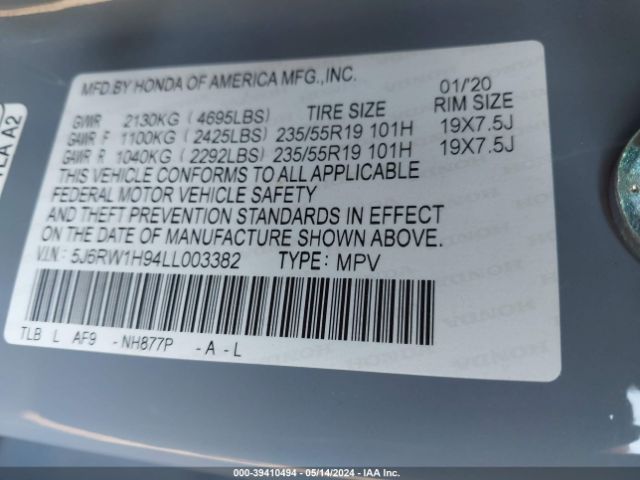 MFD.BY HONDA OF AMERICA MFG.,INC. 01/'20
GVWR 2130KG ( 4695LBS) TIRE SIZE RIM SIZE
GAWR F 1100KG ( 2425LBS) 235/55R19 101H 19X7.5J
GAWR R 1040KG ( 2292LBS) 235/55R19 101H 19X7.5J
THIS VEHICLE CONFORMS TO ALL APPLICABLE
FEDERAL MOTOR VEHICLE SAFETY
AND THEFT PREVENTION STANDARDS IN EFFECT
ON THE DATE OF MANUFACTURE SHOWN ABOVE.
V.I.N.: 5J6RW1H94LL003382 TYPE: MPV
TLB L AF9 - NH877P - A - L
TLA A2
000-39410494 - 05/14/2024 - IAA - Copart